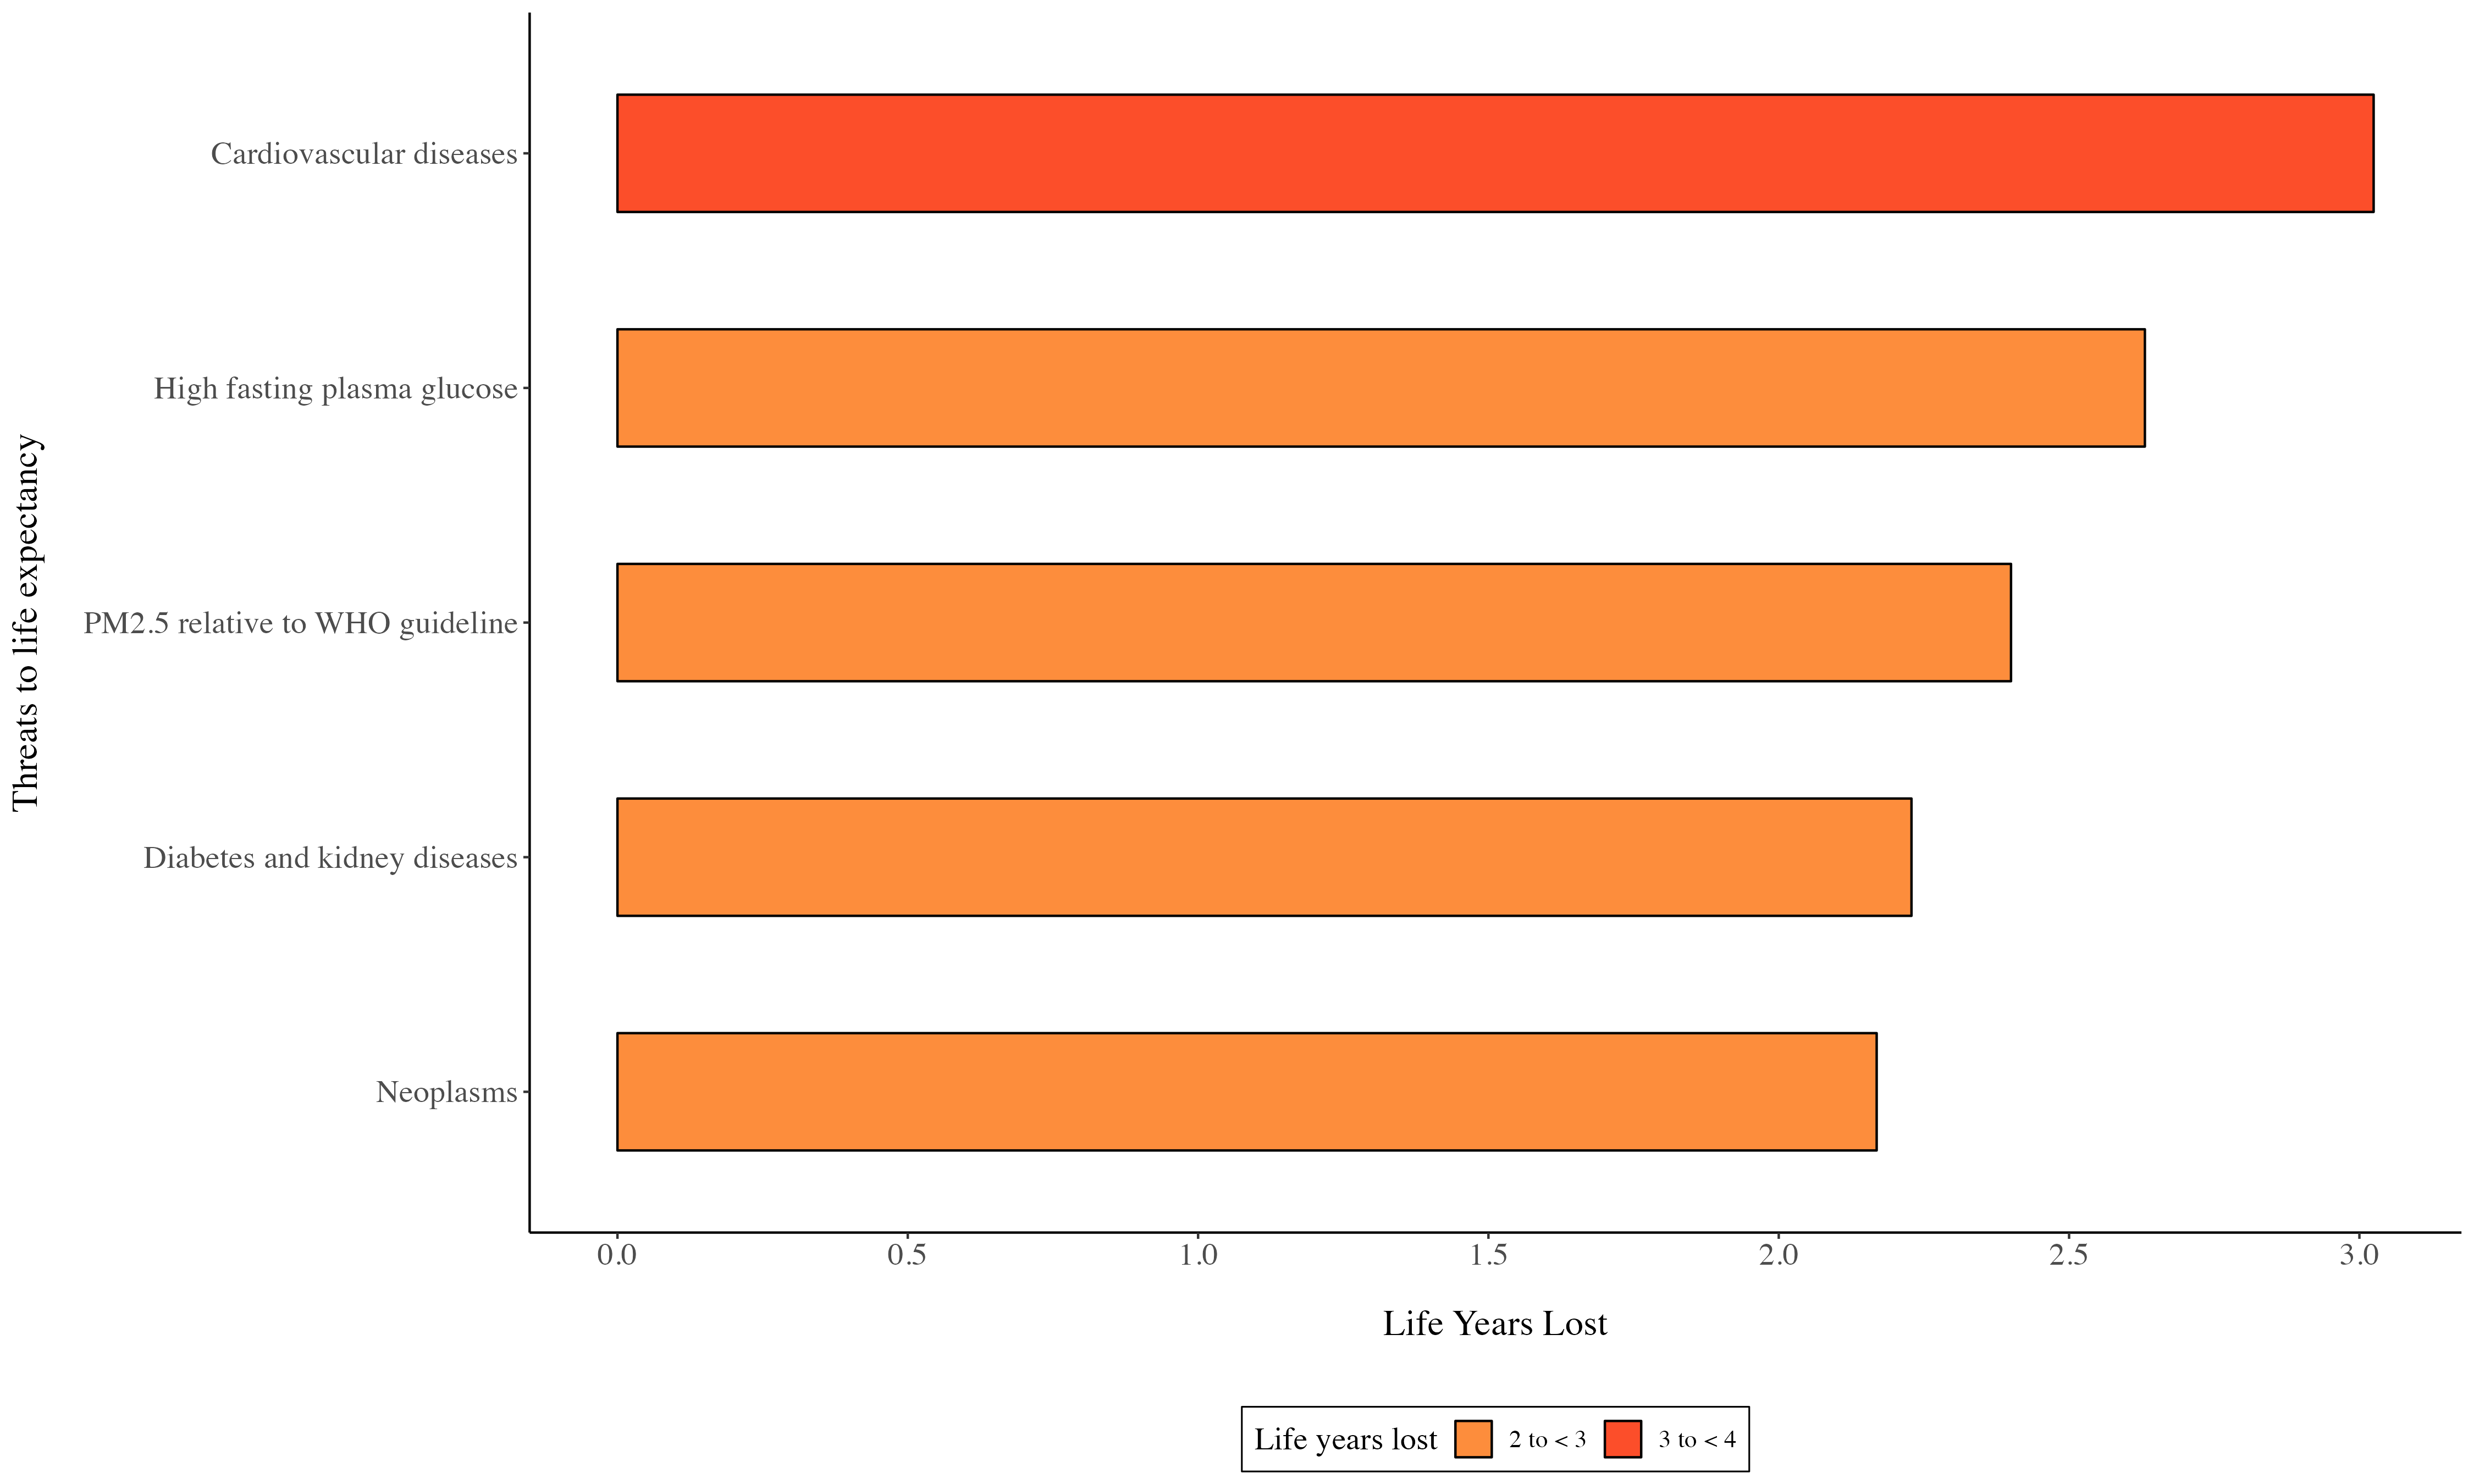 Threats to life expectancy
Cardiovascular diseases
High fasting plasma glucose
PM2.5 relative to WHO guideline
Diabetes and kidney diseases
Neoplasms
0.0 0.5 1.0 1.5 2.0 2.5 3.0
Life Years Lost
Life years lost 2 to < 3 3 to < 4